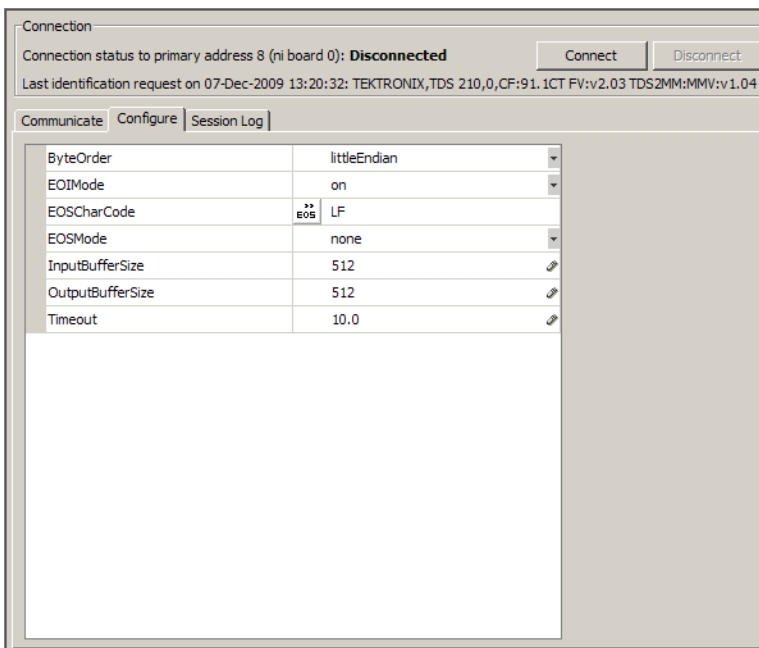 Connection
Connection status to primary address 8 (ni board 0): Disconnected Connect Disconnect
Last identification request on 07-Dec-2009 13:20:32: TEKTRONIX,TDS 210,0,CF:91.1CT FV:v2.03 TDS2MM:MMV:v1.04
Communicate Configure Session Log
ByteOrder littleEndian
EOIMode on
EOSCharCode >> EOS LF
EOSMode none
InputBufferSize 512
OutputBufferSize 512
Timeout 10.0